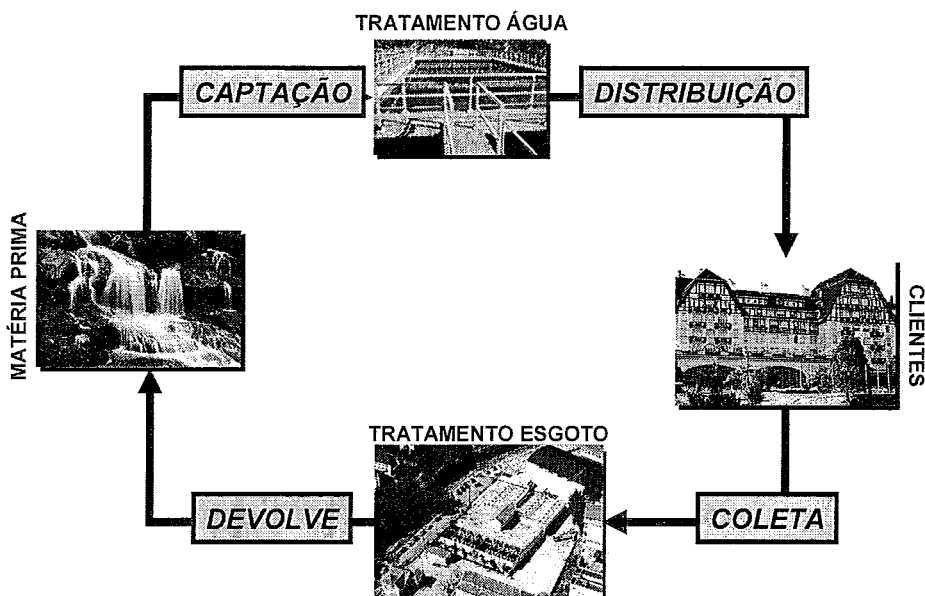 TRATAMENTO ÁGUA
CAPTAÇÃO
DISTRIBUIÇÃO
MATÉRIA PRIMA
CLIENTES
TRATAMENTO ESGOTO
DEVOLVE
COLETA